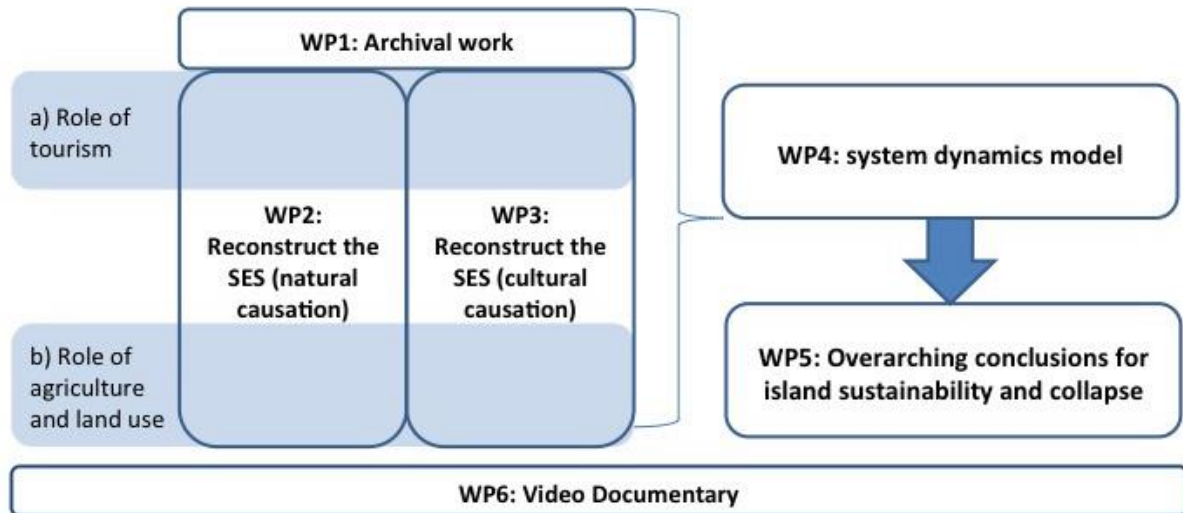 WP1: Archival work
a) Role of
tourism
WP2:
Reconstruct the
SES (natural
causation)
WP3:
Reconstruct the
SES (cultural
causation)
b) Role of
agriculture
and land use
WP4: system dynamics model
WP5: Overarching conclusions for
island sustainability and collapse
WP6: Video Documentary